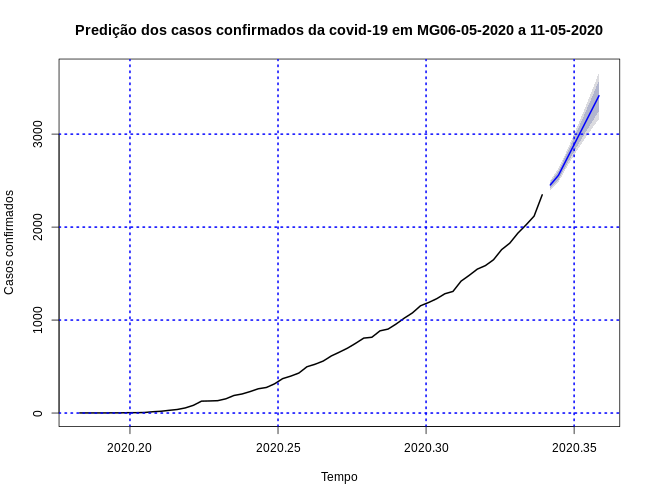 Predição dos casos confirmados da covid-19 em MG06-05-2020 a 11-05-2020
Casos confirmados
3000
2000
1000
0
2020.20 2020.25 2020.30 2020.35
Tempo